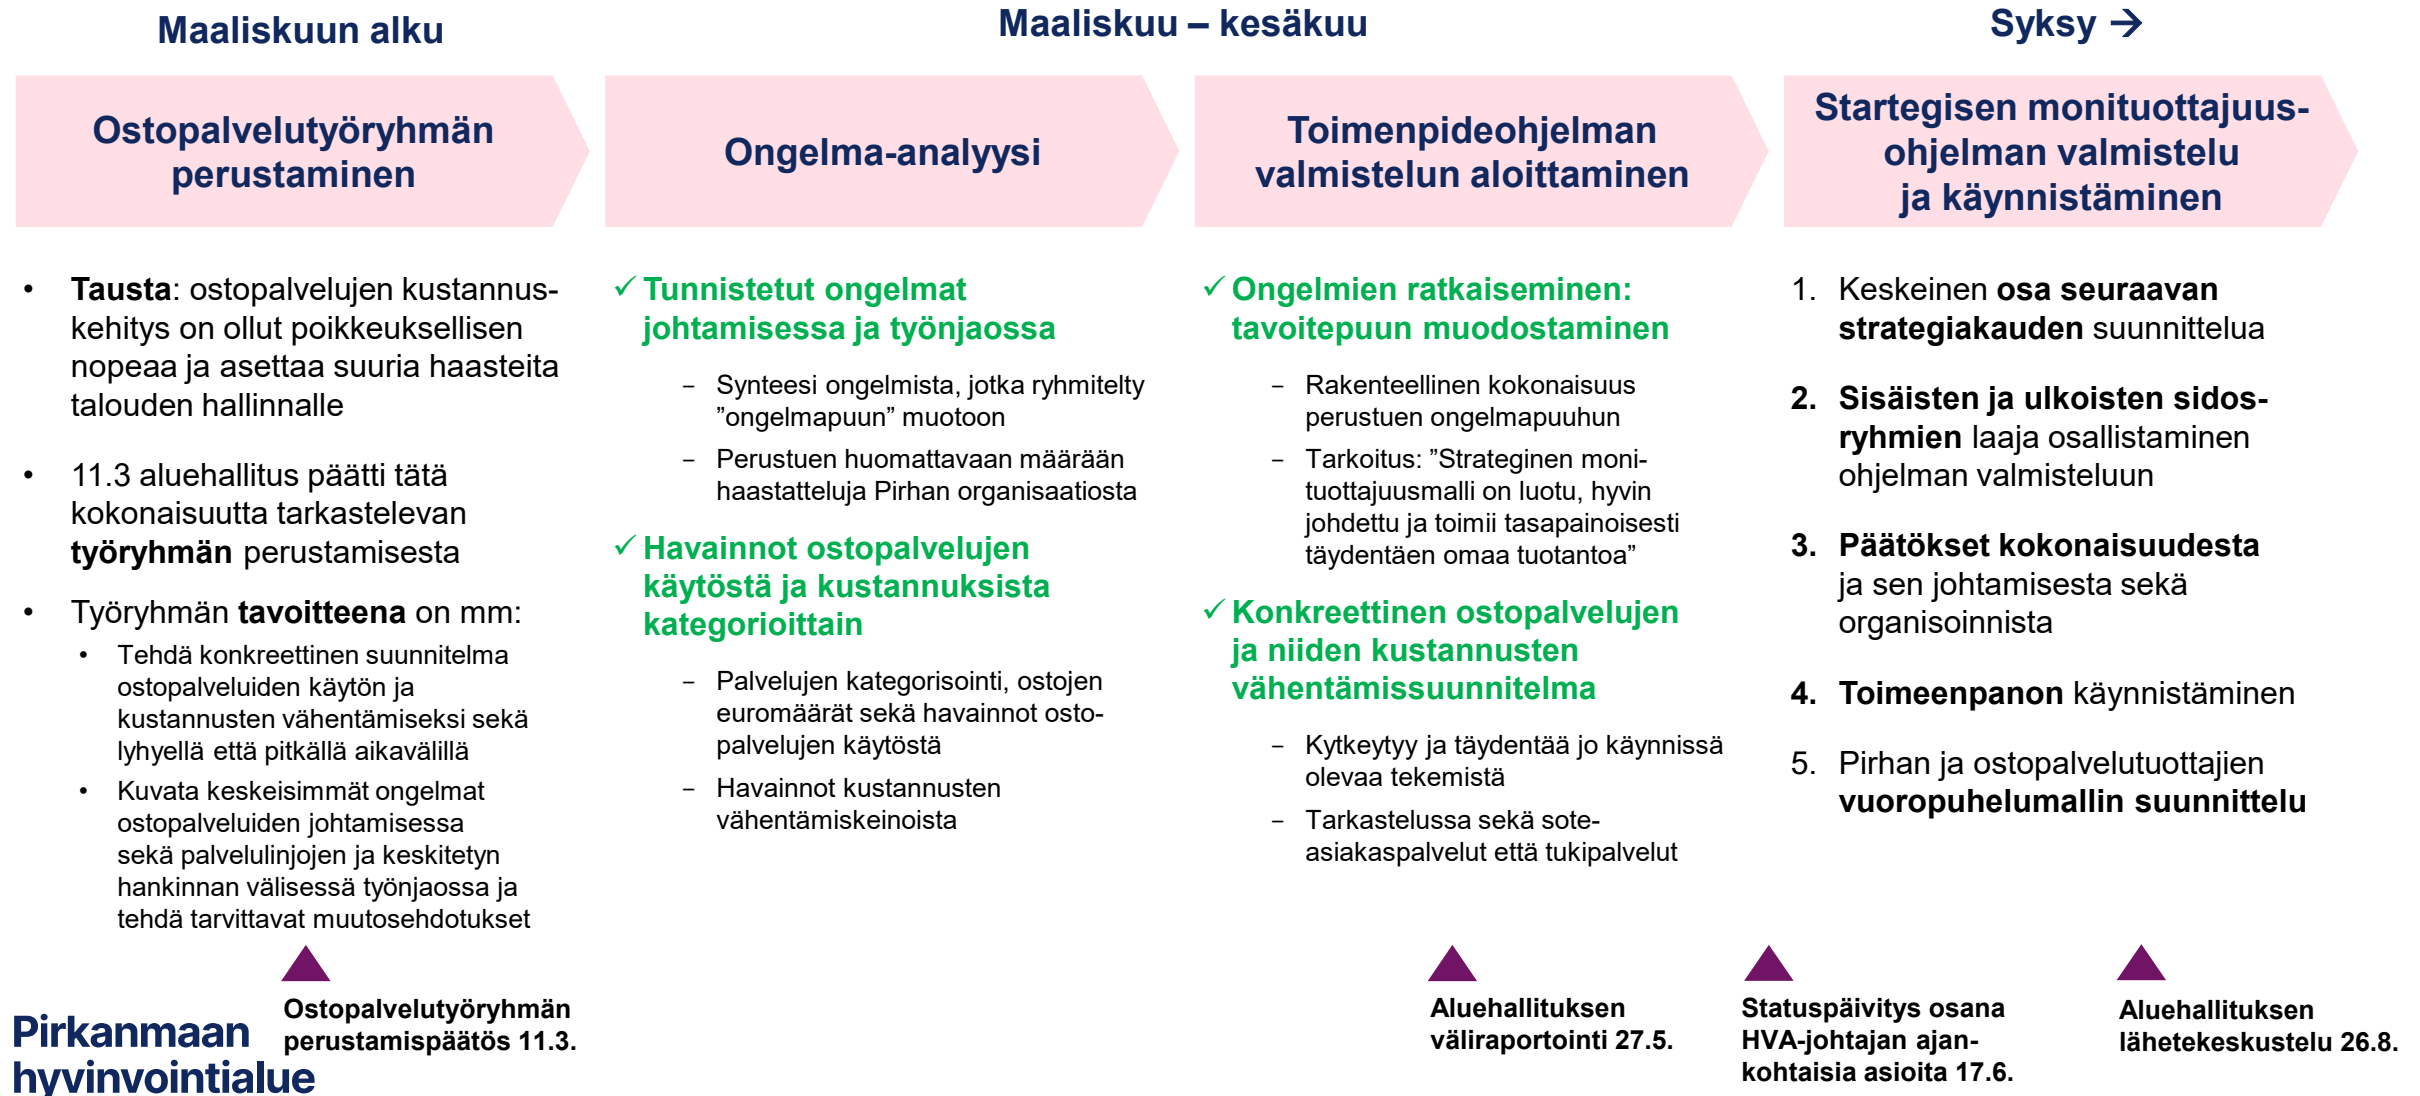 Maaliskuun alku
Maaliskuu – kesäkuu
Syksy →
Ostopalvelutyöryhmän
perustaminen
Ongelma-analyysi
Toimenpideohjelman
valmistelun aloittaminen
Startegisen monituottajuus-
ohjelman valmistelu
ja käynnistäminen
• Tausta: ostopalvelujen kustannus-
kehitys on ollut poikkeuksellisen
nopeaa ja asettaa suuria haasteita
talouden hallinnalle
• 11.3 aluehallitus päätti tätä
kokonaisuutta tarkastelevan
työryhmän perustamisesta
• Työryhmän tavoitteena on mm:
• Tehdä konkreettinen suunnitelma
ostopalveluiden käytön ja
kustannusten vähentämiseksi sekä
lyhyellä että pitkällä aikavälillä
• Kuvata keskeisimmät ongelmat
ostopalveluiden johtamisessa
sekä palvelulinjojen ja keskitetyn
hankinnan välisessä työnjaossa ja
tehdä tarvittavat muutosehdotukset
✓ Tunnistetut ongelmat
johtamisessa ja työnjaossa
– Synteesi ongelmista, jotka ryhmitelty
”ongelmapuun” muotoon
– Perustuen huomattavaan määrään
haastatteluja Pirhan organisaatiosta
✓ Havainnot ostopalvelujen
käytöstä ja kustannuksista
kategorioittain
– Palvelujen kategorisointi, ostojen
euromäärät sekä havainnot osto-
palvelujen käytöstä
– Havainnot kustannusten
vähentämiskeinoista
✓ Ongelmien ratkaiseminen:
tavoitepuun muodostaminen
– Rakenteellinen kokonaisuus
perustuen ongelmapuuhun
– Tarkoitus: ”Strateginen moni-
tuottajuusmalli on luotu, hyvin
johdettu ja toimii tasapainoisesti
täydentäen omaa tuotantoa”
✓ Konkreettinen ostopalvelujen
ja niiden kustannusten
vähentämissuunnitelma
– Kytkeytyy ja täydentää jo käynnissä
olevaa tekemistä
– Tarkastelussa sekä sote-
asiakaspalvelut että tukipalvelut
1. Keskeinen osa seuraavan
strategiakauden suunnittelua
2. Sisäisten ja ulkoisten sidos-
ryhmien laaja osallistaminen
ohjelman valmisteluun
3. Päätökset kokonaisuudesta
ja sen johtamisesta sekä
organisoinnista
4. Toimeenpanon käynnistäminen
5. Pirhan ja ostopalvelutuottajien
vuoropuhelumallin suunnittelu
Ostopalvelutyöryhmän
perustamispäätös 11.3.
Aluehallituksen
väliraportointi 27.5.
Statuspäivitys osana
HVA-johtajan ajan-
kohtaisia asioita 17.6.
Aluehallituksen
lähetekeskustelu 26.8.
Pirkanmaan
hyvinvointialue